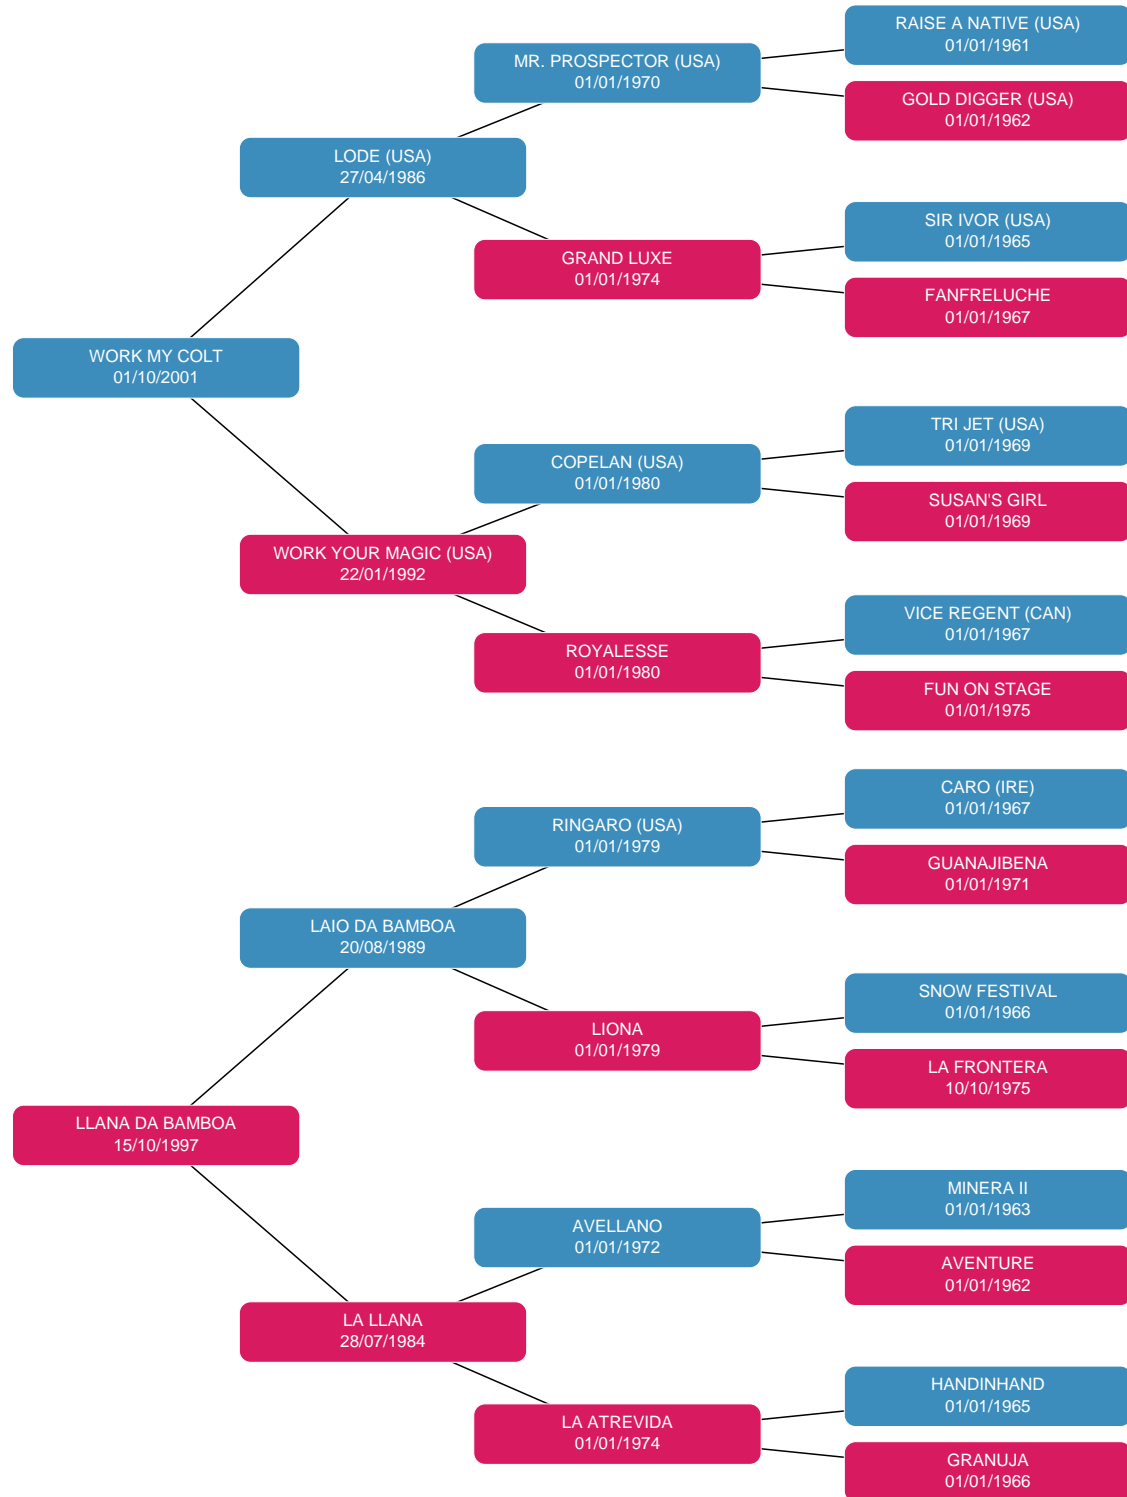 RAISE A NATIVE (USA)
01/01/1961
MR. PROSPECTOR (USA)
01/01/1970
GOLD DIGGER (USA)
01/01/1962
LODE (USA)
27/04/1986
SIR IVOR (USA)
01/01/1965
GRAND LUXE
01/01/1974
FANFRELUCHE
01/01/1967
WORK MY COLT
01/10/2001
TRI JET (USA)
01/01/1969
COPELAN (USA)
01/01/1980
SUSAN'S GIRL
01/01/1969
WORK YOUR MAGIC (USA)
22/01/1992
VICE REGENT (CAN)
01/01/1967
ROYALESSE
01/01/1980
FUN ON STAGE
01/01/1975
CARO (IRE)
01/01/1967
RINGARO (USA)
01/01/1979
GUANAJIBENA
01/01/1971
LAIO DA BAMBOA
20/08/1989
SNOW FESTIVAL
01/01/1966
LIONA
01/01/1979
LA FRONTERA
10/10/1975
LLANA DA BAMBOA
15/10/1997
MINERA II
01/01/1963
AVELLANO
01/01/1972
AVENTURE
01/01/1962
LA LLANA
28/07/1984
HANDINHAND
01/01/1965
LA ATREVIDA
01/01/1974
GRANUJA
01/01/1966